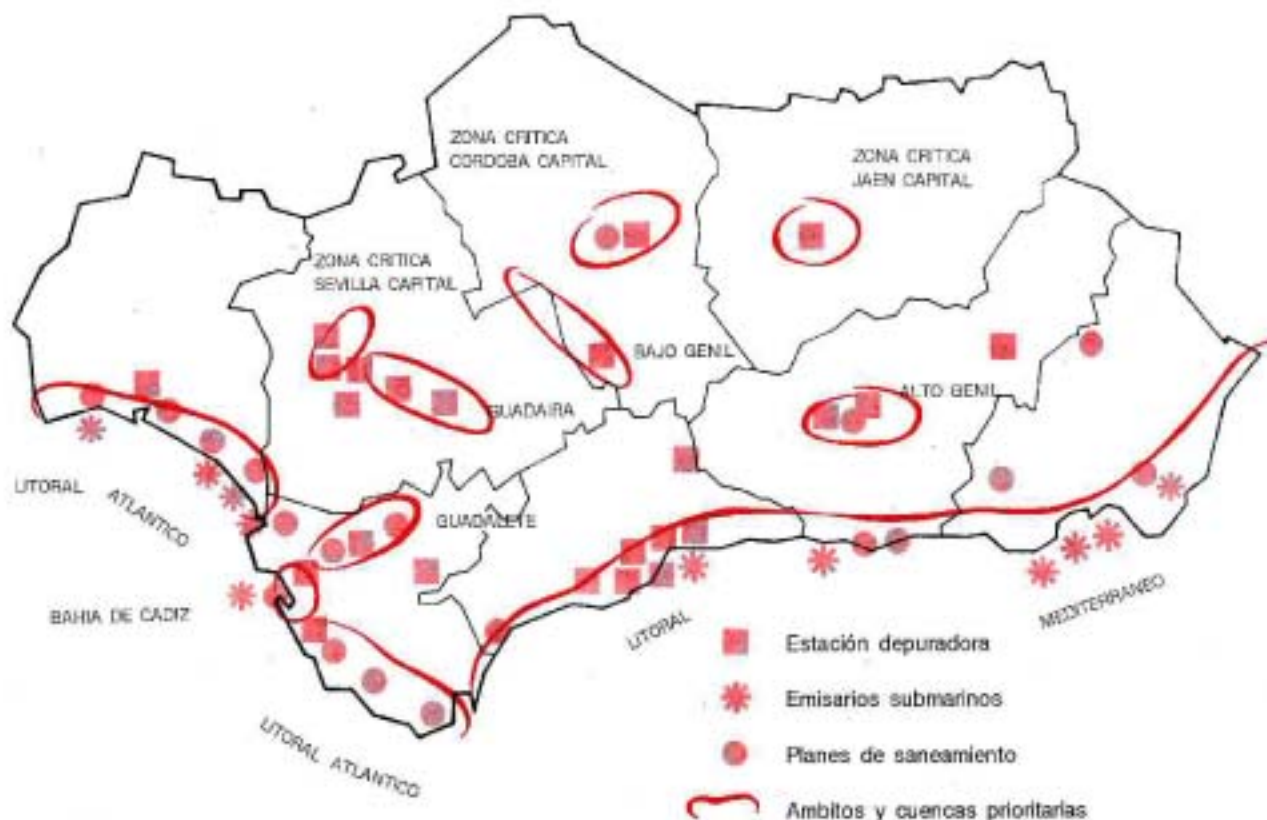 ZONA CRITICA
CORDOBA CAPITAL
ZONA CRITICA
JAEN CAPITAL
ZONA CRITICA
SEVILLA CAPITAL
BAJO GENIL
ALTO GENIL
GUADAIRA
LITORAL ATLANTICO
GUADALETE
BAHIA DE CADIZ
LITORAL MEDITERRANEO
LITORAL ATLANTICO
Estación depuradora
Emisarios submarinos
Planes de saneamiento
Ambitos y cuencas prioritarias